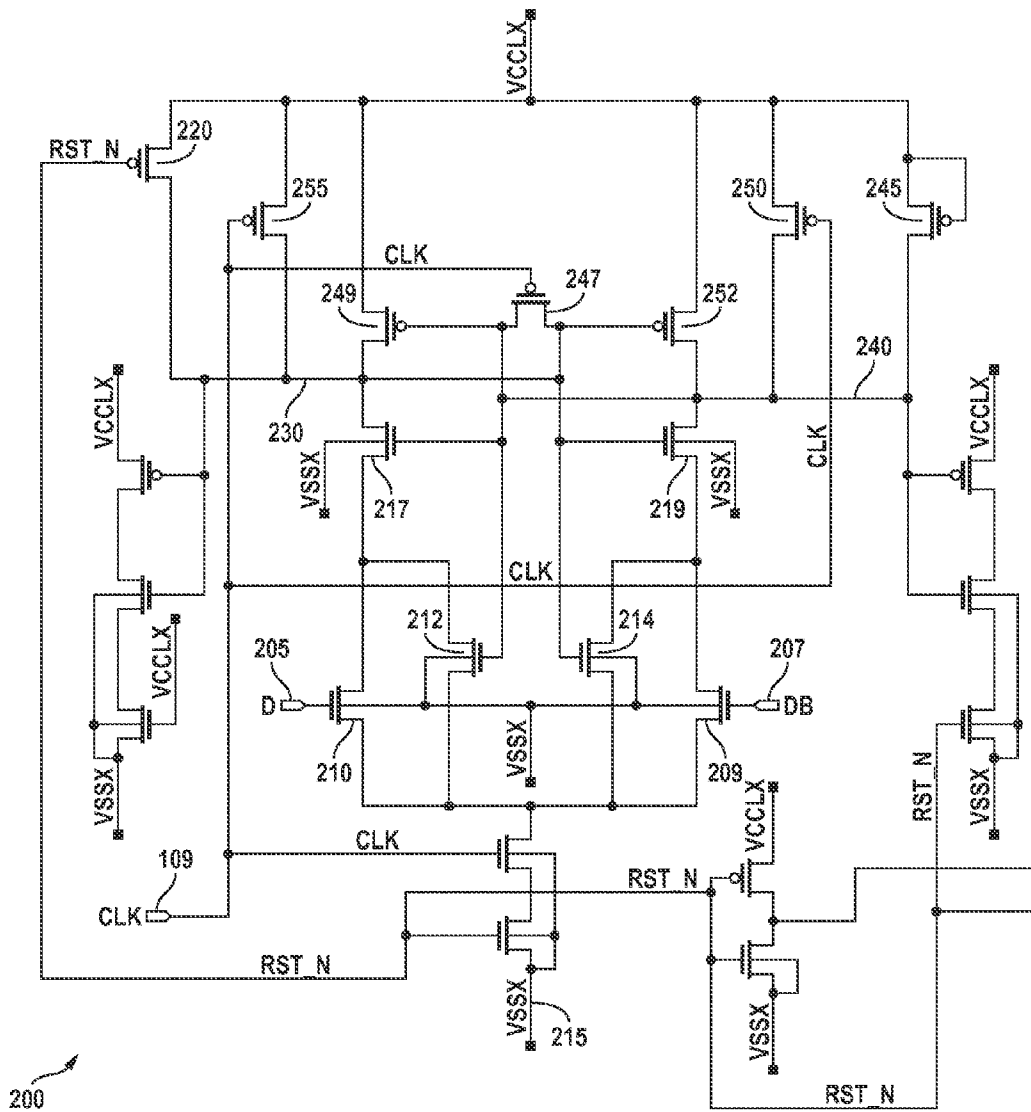 VCCLX
RST_N
220
255
250
245
CLK
249
247
252
240
VCCLX
230
VCCLX
VSSX
217
219
VSSX
CLK
CLK
VCCLX
212
214
205
D
207
DB
210
VSSX
209
VSSX
RST_N
VSSX
VCCLX
CLK
109
CLK
RST_N
RST_N
VSSX
215
VSSX
200
RST_N